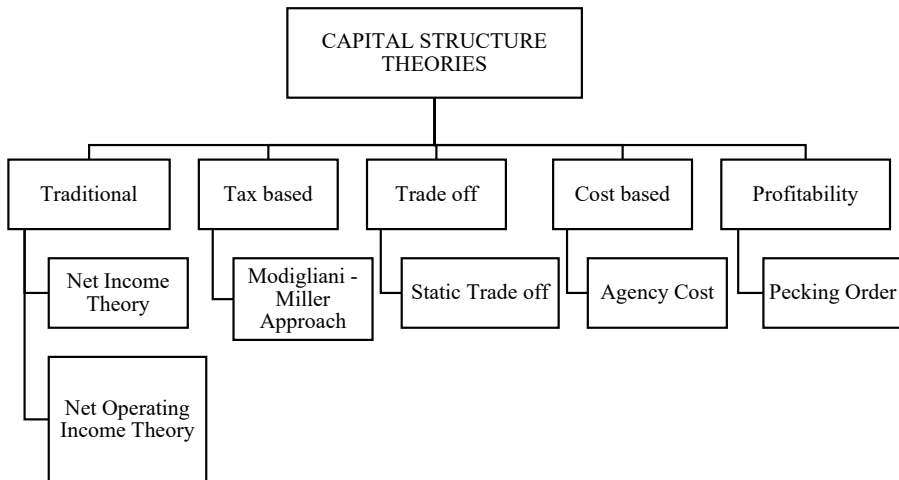 CAPITAL STRUCTURE
THEORIES
Traditional
Tax based
Trade off
Cost based
Profitability
Net Income
Theory
Modigliani -
Miller
Approach
Static Trade off
Agency Cost
Pecking Order
Net Operating
Income Theory